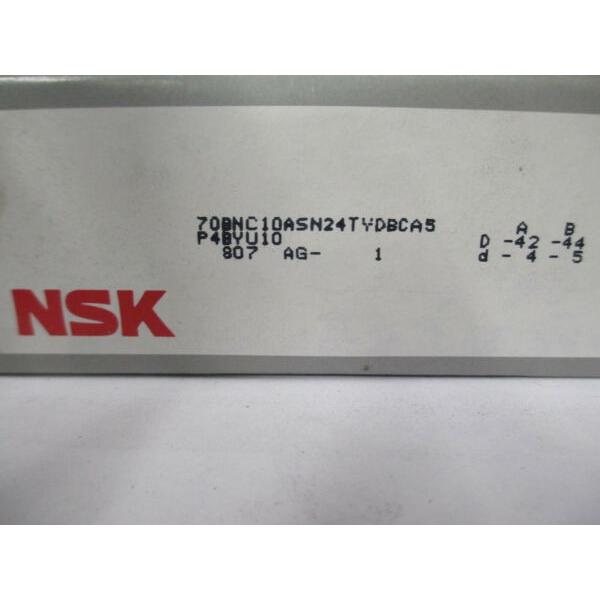 70BNC10ASN24TYDBCA5
P4BYU10
807 AG- 1
A B
D -42 -44
d - 4 - 5
NSK